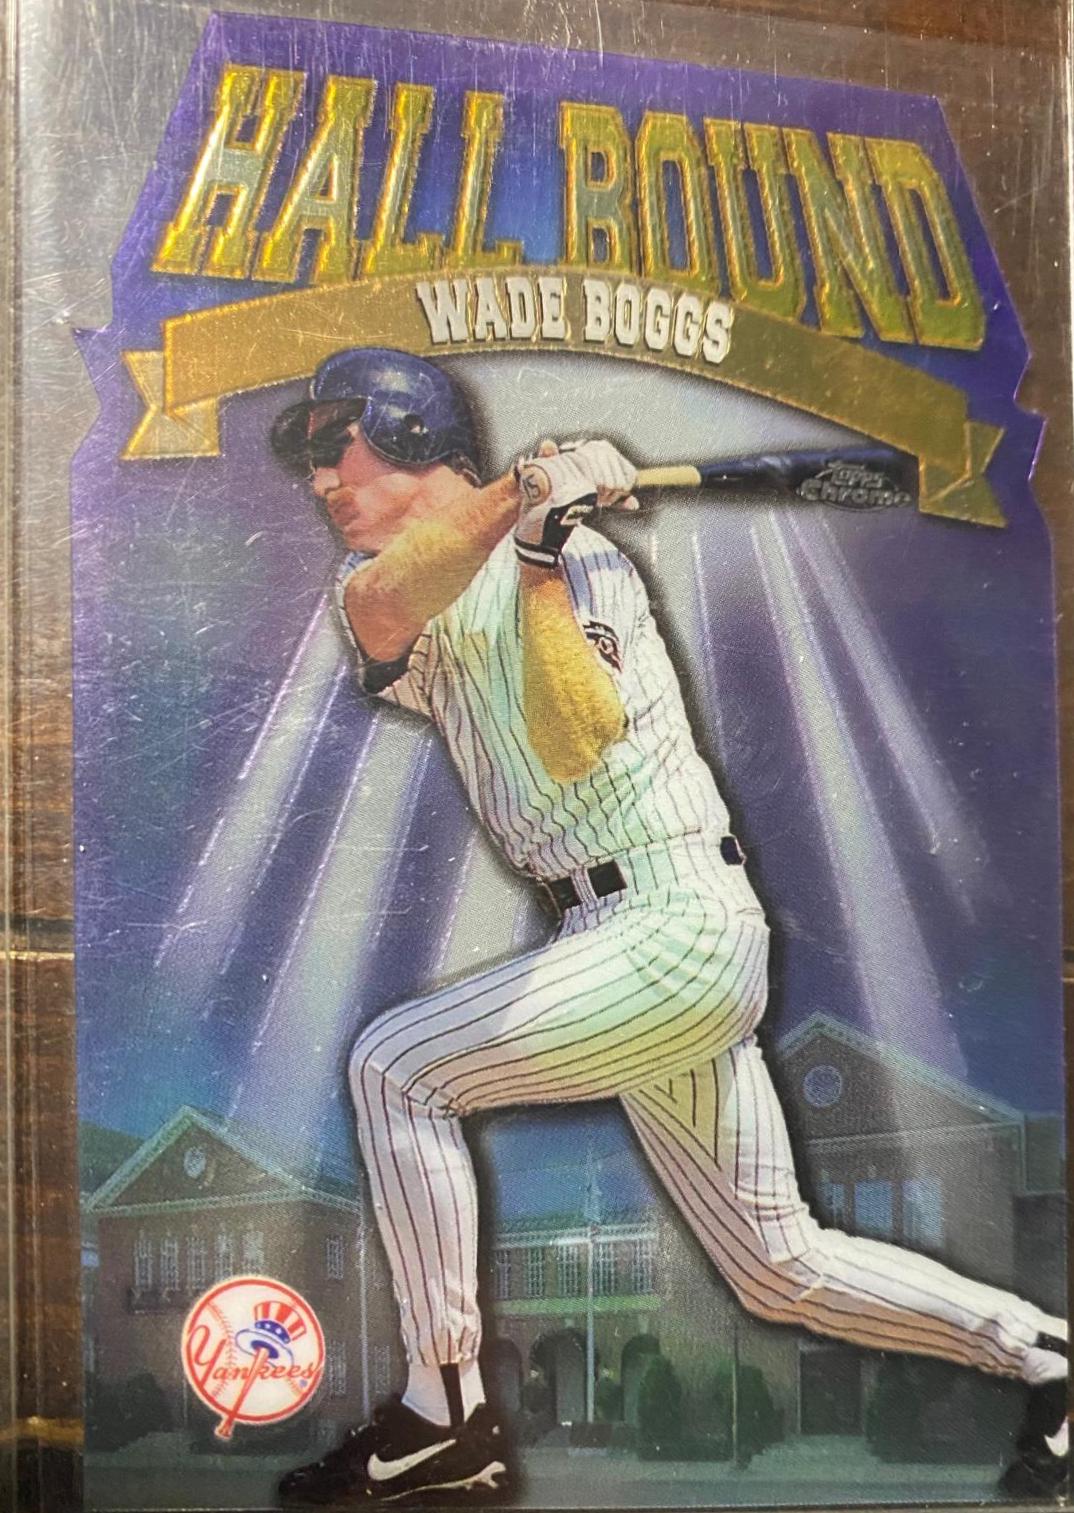 HALL BOUND
WADE BOGGS
Topps
Chrome
Yankees